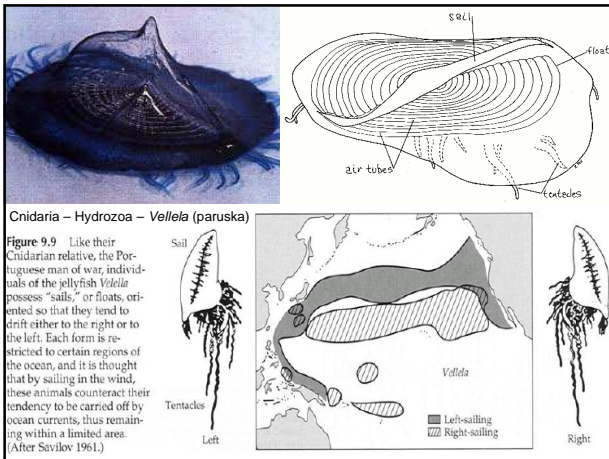 sail
float
air tubes
tentacles
Cnidaria – Hydrozoa – Vellela (paruska)
Figure 9.9 Like their
Cnidarian relative, the Por-
tuguese man of war, individ-
uals of the jellyfish Velella
possess "sails," or floats, ori-
ented so that they tend to
drift either to the right or to
the left. Each form is re-
stricted to certain regions of
the ocean, and it is thought
that by sailing in the wind,
these animals counteract their
tendency to be carried off by
ocean currents, thus remain-
ing within a limited area.
(After Savilov 1961.)
Sail
Tentacles
Left
Vellela
Left-sailing
Right-sailing
Right